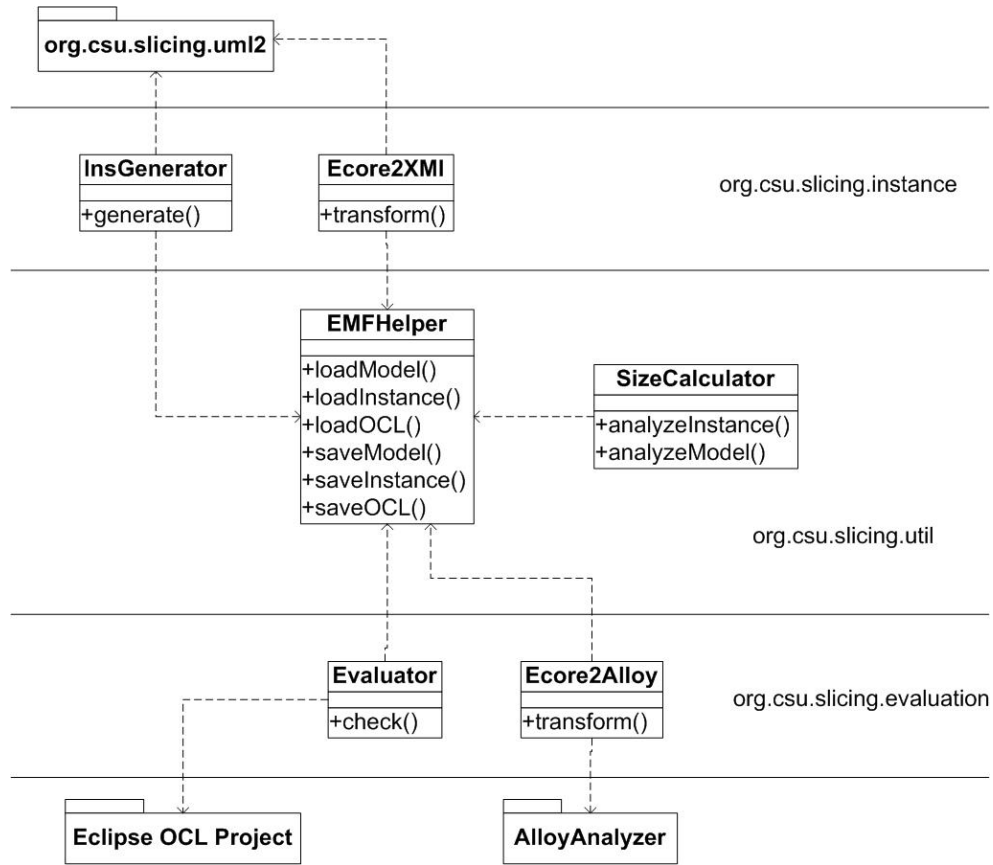 org.csu.slicing.uml2
InsGenerator
+generate()
Ecore2XMI
+transform()
org.csu.slicing.instance
EMFHelper
+loadModel()
+loadInstance()
+loadOCL()
+saveModel()
+saveInstance()
+saveOCL()
SizeCalculator
+analyzeInstance()
+analyzeModel()
org.csu.slicing.util
Evaluator
+check()
Ecore2Alloy
+transform()
org.csu.slicing.evaluation
Eclipse OCL Project
AlloyAnalyzer